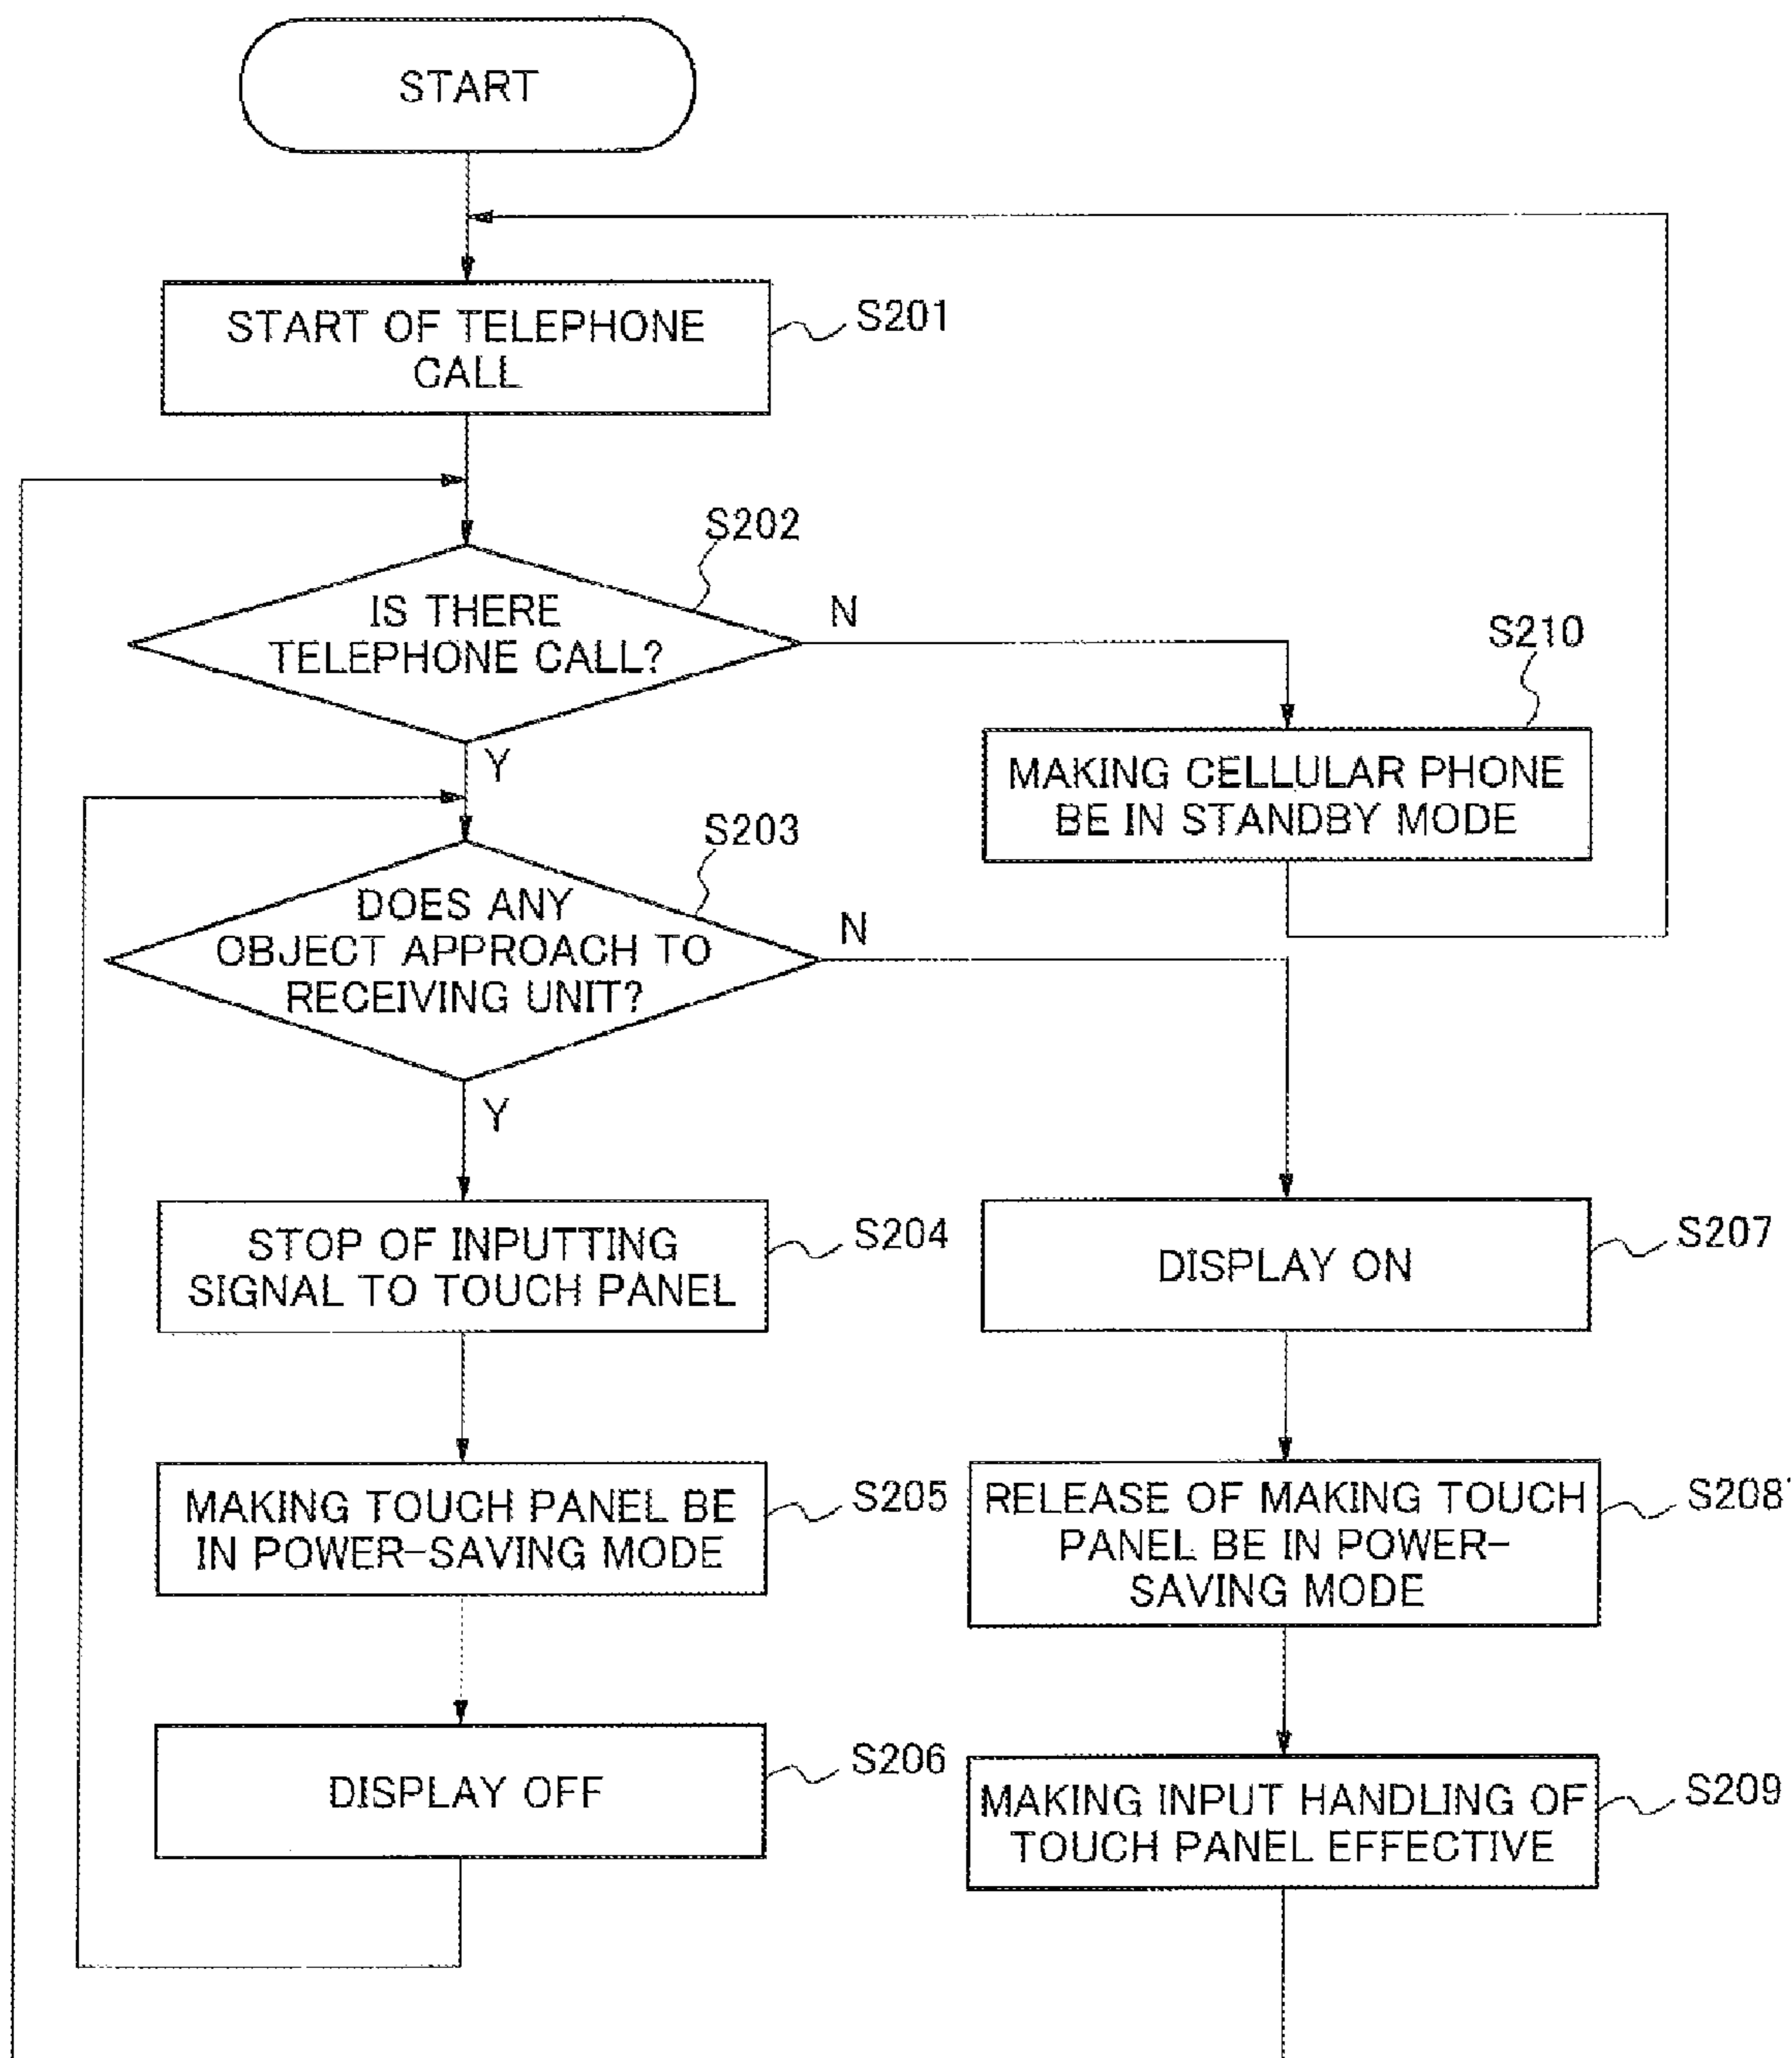 START
START OF TELEPHONE
CALL
S201
S202
IS THERE
TELEPHONE CALL?
N
Y
S210
MAKING CELLULAR PHONE
BE IN STANDBY MODE
S203
DOES ANY
OBJECT APPROACH TO
RECEIVING UNIT?
N
Y
STOP OF INPUTTING
SIGNAL TO TOUCH PANEL
S204
DISPLAY ON
S207
MAKING TOUCH PANEL BE
IN POWER-SAVING MODE
S205
RELEASE OF MAKING TOUCH
PANEL BE IN POWER-
SAVING MODE
S208
DISPLAY OFF
S206
MAKING INPUT HANDLING OF
TOUCH PANEL EFFECTIVE
S209